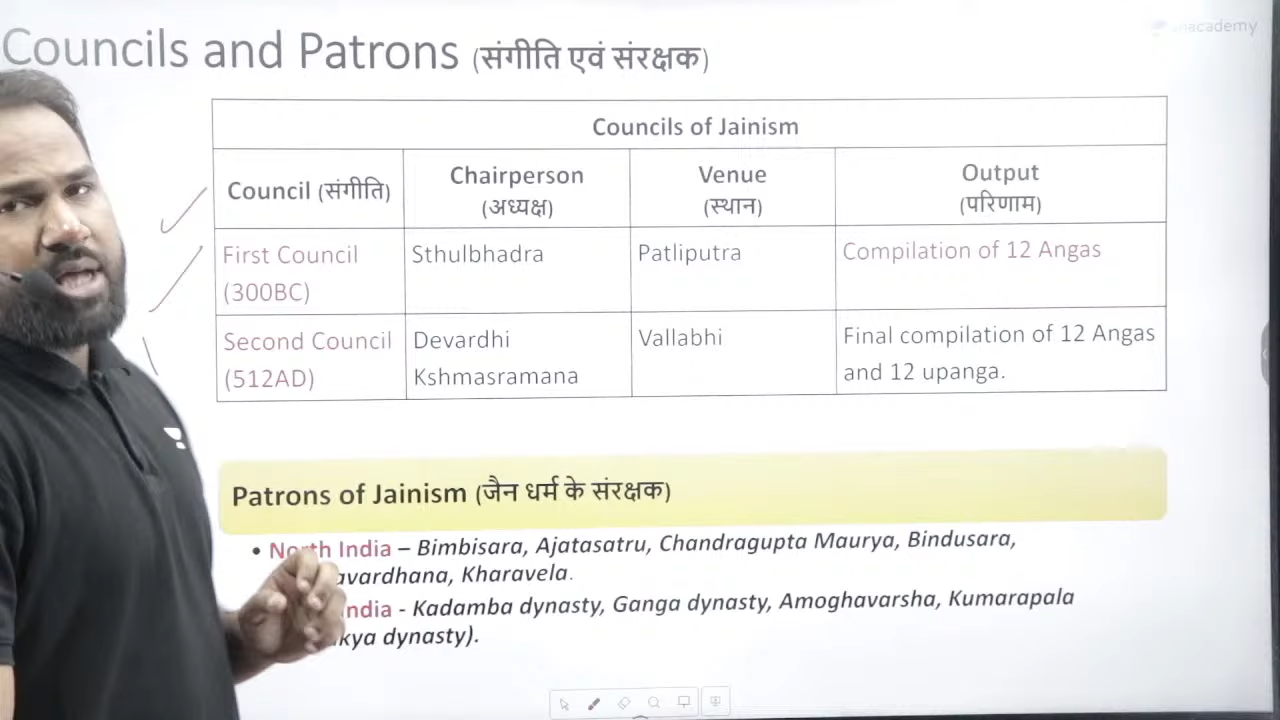 Councils and Patrons (संगीति एवं संरक्षक)
Councils of Jainism
Council (संगीति)
Chairperson
(अध्यक्ष)
Venue
(स्थान)
Output
(परिणाम)
First Council
(300BC)
Sthulbhadra
Patliputra
Compilation of 12 Angas
Second Council
(512AD)
Devardhi
Kshmasramana
Vallabhi
Final compilation of 12 Angas
and 12 upanga.
Patrons of Jainism (जैन धर्म के संरक्षक)
• North India – Bimbisara, Ajatasatru, Chandragupta Maurya, Bindusara,
Kharavela.
India - Kadamba dynasty, Ganga dynasty, Amoghavarsha, Kumarapala
dynasty).